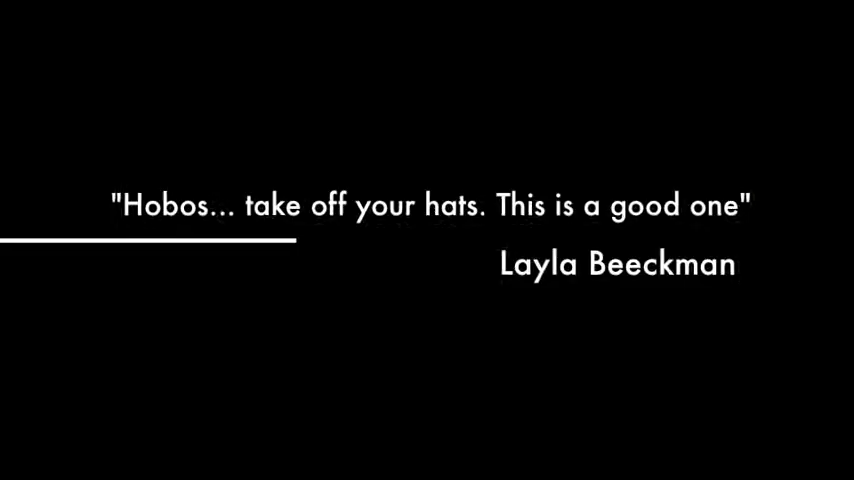 "Hobos... take off your hats. This is a good one"
Layla Beeckman